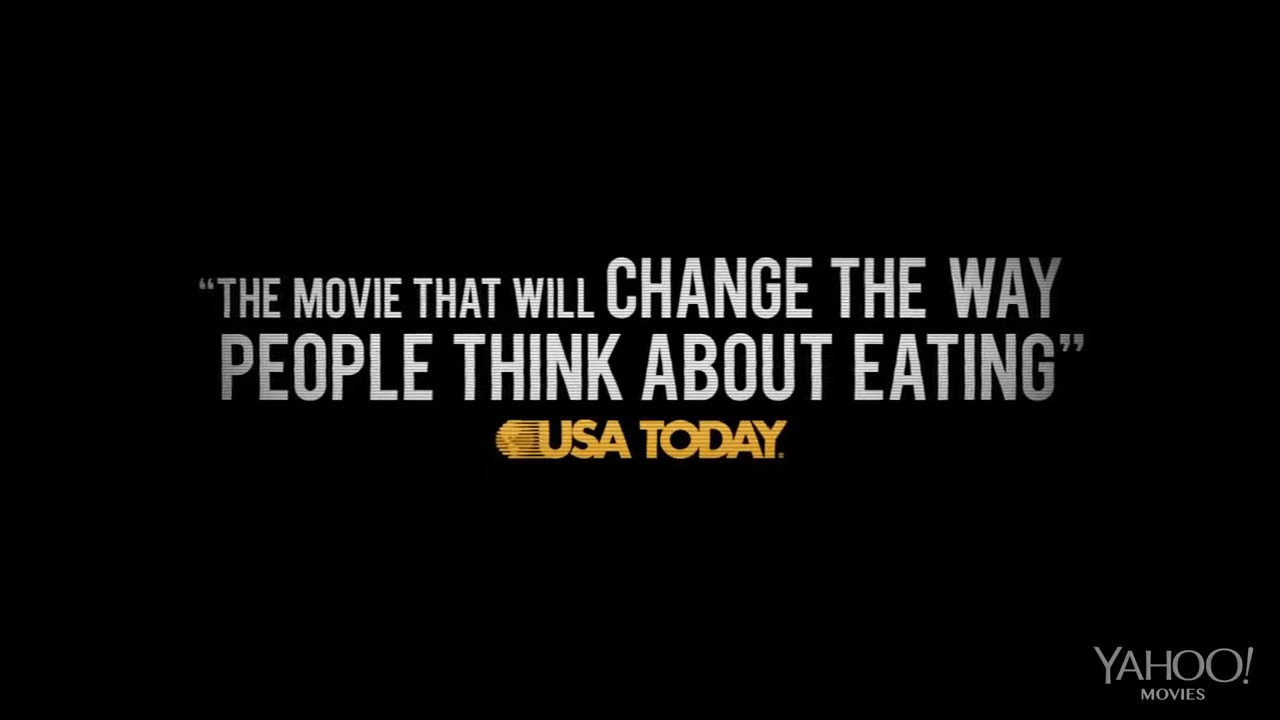 “THE MOVIE THAT WILL CHANGE THE WAY
PEOPLE THINK ABOUT EATING”
USA TODAY
YAHOO!
MOVIES